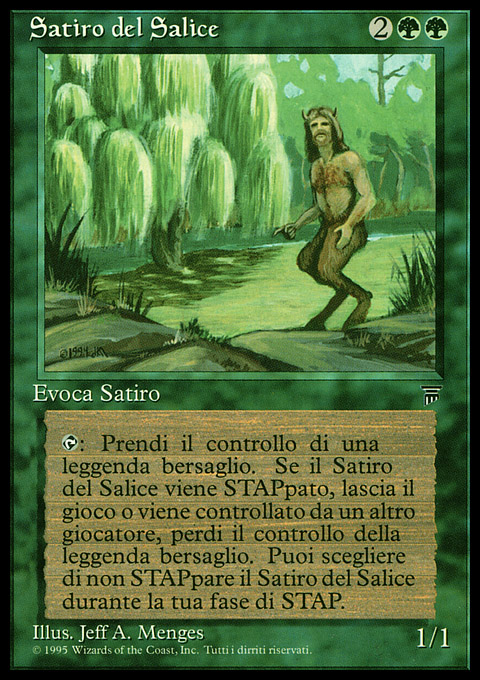 Satiro del Salice 2
©1994 JAM
Evoca Satiro
: Prendi il controllo di una
leggenda bersaglio. Se il Satiro
del Salice viene STAPpato, lascia il
gioco o viene controllato da un altro
giocatore, perdi il controllo della
leggenda bersaglio. Puoi scegliere
di non STAPpare il Satiro del Salice
durante la tua fase di STAP.
Illus. Jeff A. Menges
1/1
© 1995 Wizards of the Coast, Inc. Tutti i dirriti riservati.